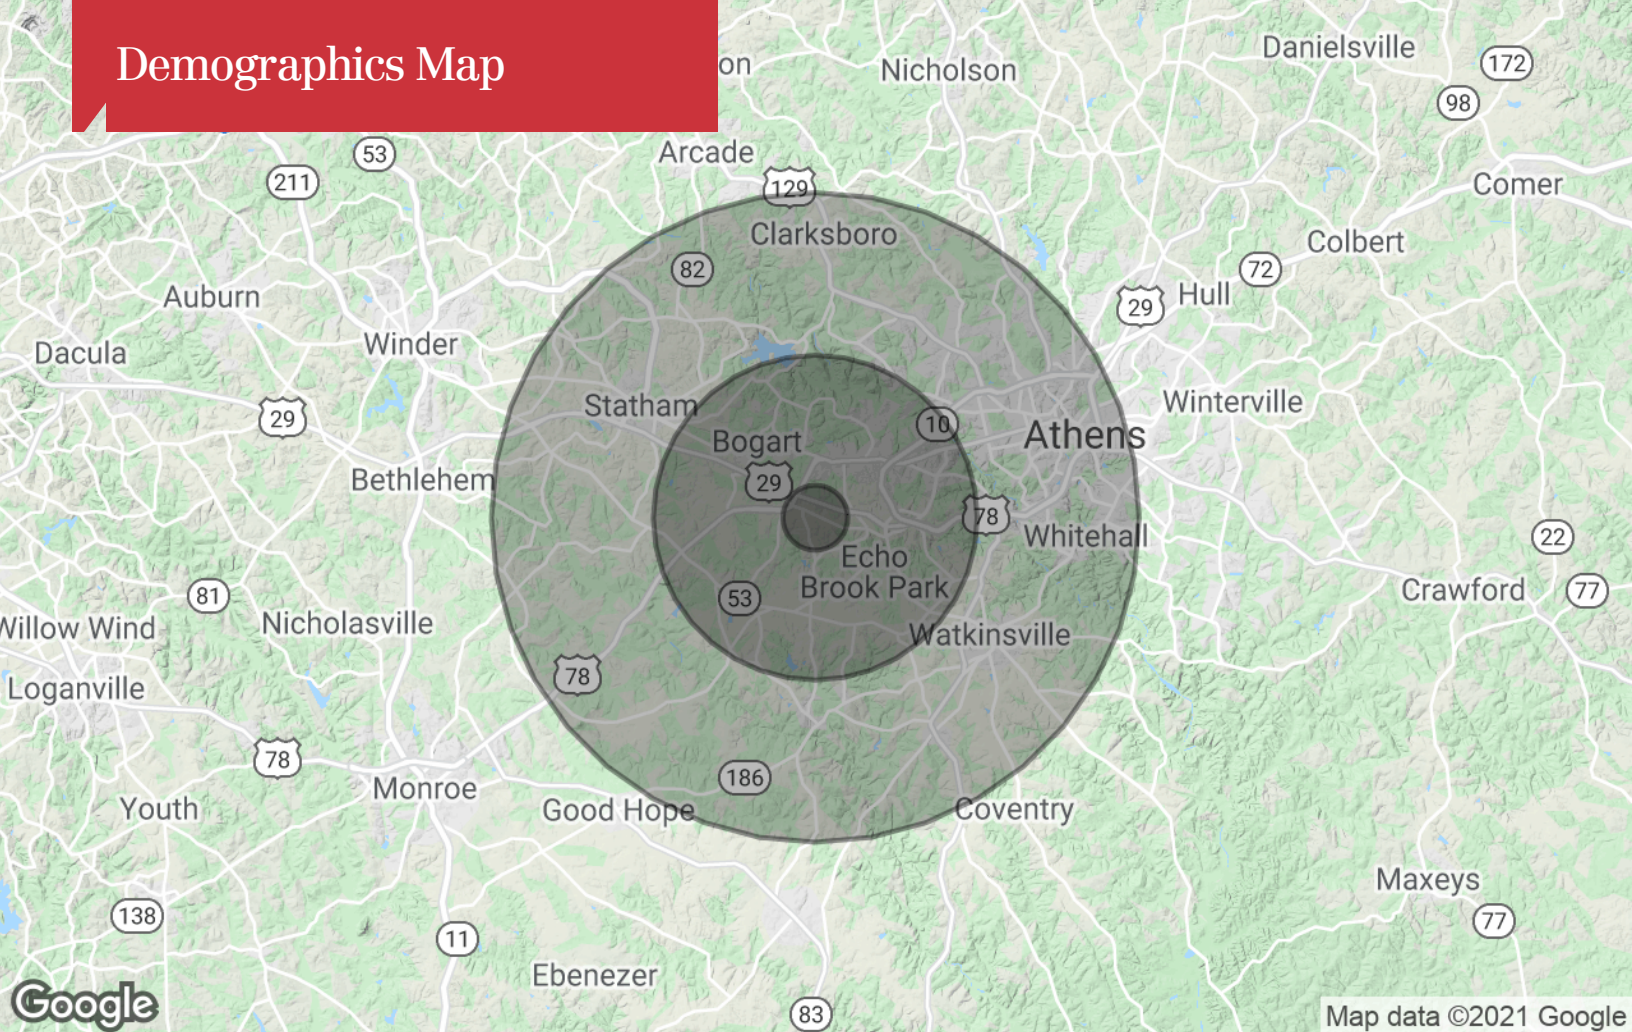 Demographics Map
on
Nicholson
Danielsville
172
98
53
211
Arcade
129
Comer
Clarksboro
Colbert
82
72
Auburn
29
Hull
Winder
Dacula
Statham
Winterville
29
10
Bogart
Athens
Bethlehem
29
78
Whitehall
22
Echo
Brook Park
81
53
Crawford
77
Willow Wind
Nicholasville
Watkinsville
78
Loganville
78
186
Monroe
Youth
Good Hope
Coventry
Maxeys
138
77
11
Ebenezer
Google
83
Map data ©2021 Google